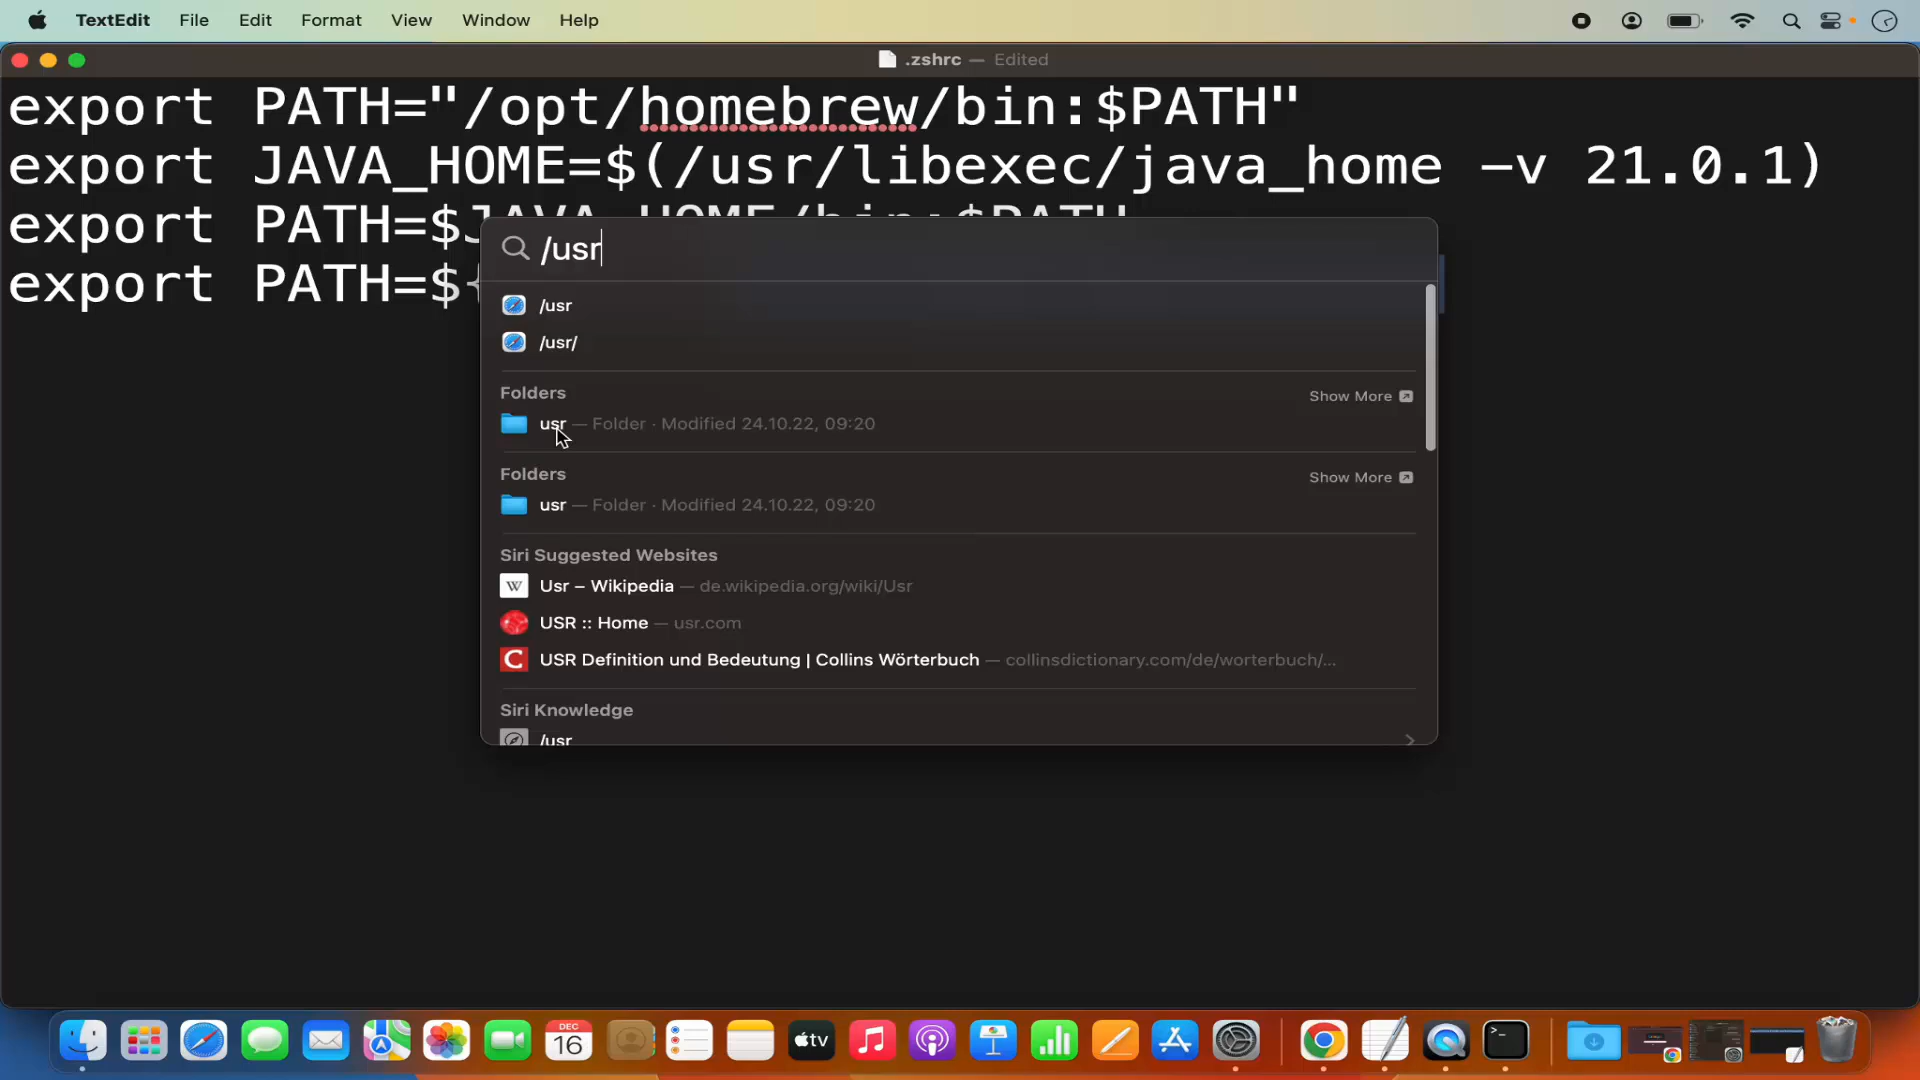 TextEdit File Edit Format View Window Help
.zshrc — Edited
export PATH="/opt/homebrew/bin:$PATH"
export JAVA_HOME=$(/usr/libexec/java_home –v 21.0.1)
export PATH=$JAVA_HOME/bin:$PATH
export PATH=${
/usr
/usr
/usr/
Folders Show More
usr — Folder · Modified 24.10.22, 09:20
Folders Show More
usr — Folder · Modified 24.10.22, 09:20
Siri Suggested Websites
W Usr – Wikipedia — de.wikipedia.org/wiki/Usr
USR :: Home — usr.com
C USR Definition und Bedeutung | Collins Wörterbuch — collinsdictionary.com/de/worterbuch/...
Siri Knowledge
/usr
DEC
16
tv
>_